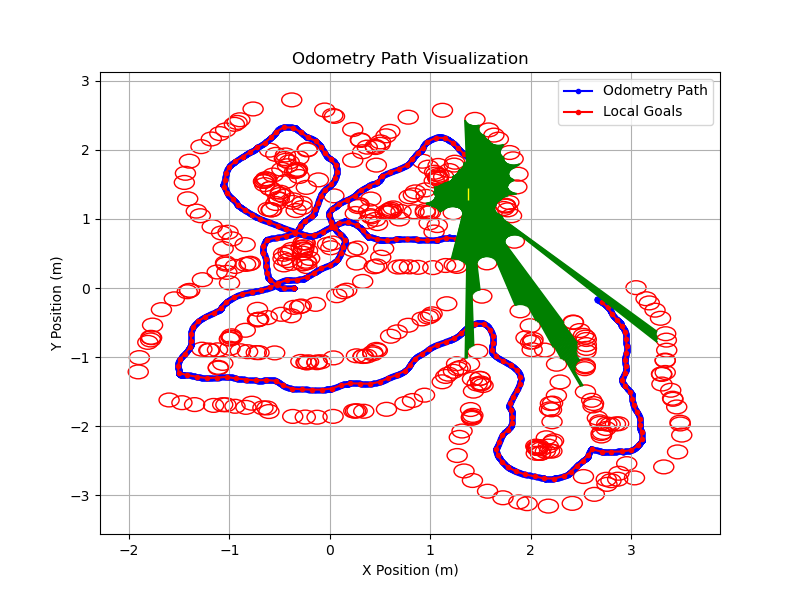 Odometry Path Visualization
Odometry Path
Local Goals
Y Position (m)
3
2
1
0
−1
−2
−3
−2
−1
0
1
2
3
X Position (m)